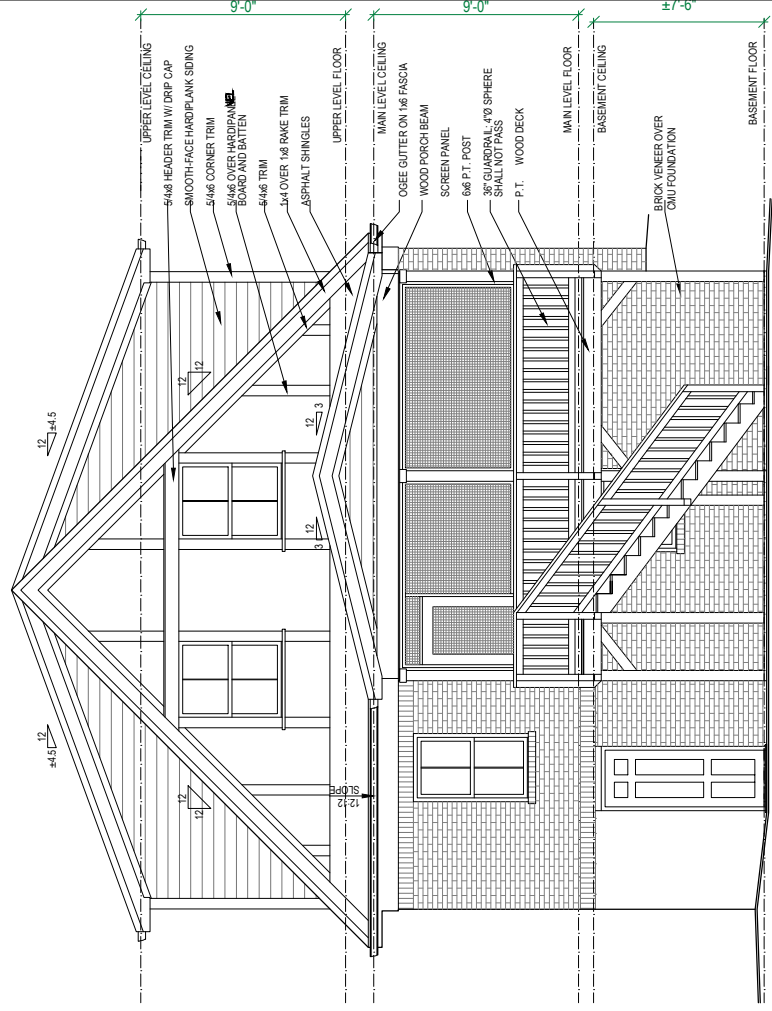 9'-0"
9'-0"
±7'-6"
UPPER LEVEL CEILING
5/4x8 HEADER TRIM W/ DRIP CAP
SMOOTH-FACE HARDIPLANK SIDING
5/4x6 CORNER TRIM
5/4x6 OVER HARDIPANEL
BOARD AND BATTEN
5/4x6 TRIM
1x4 OVER 1x8 RAKE TRIM
ASPHALT SHINGLES
UPPER LEVEL FLOOR
MAIN LEVEL CEILING
OGEE GUTTER ON 1x6 FASCIA
WOOD PORCH BEAM
SCREEN PANEL
6x6 P.T. POST
36" GUARDRAIL; 4"Ø SPHERE
SHALL NOT PASS
P.T. WOOD DECK
MAIN LEVEL FLOOR
BASEMENT CEILING
BRICK VENEER OVER
CMU FOUNDATION
BASEMENT FLOOR
12
±4.5
12
±4.5
12
12
12
12
12
3
12
3
12:12
SLOPE